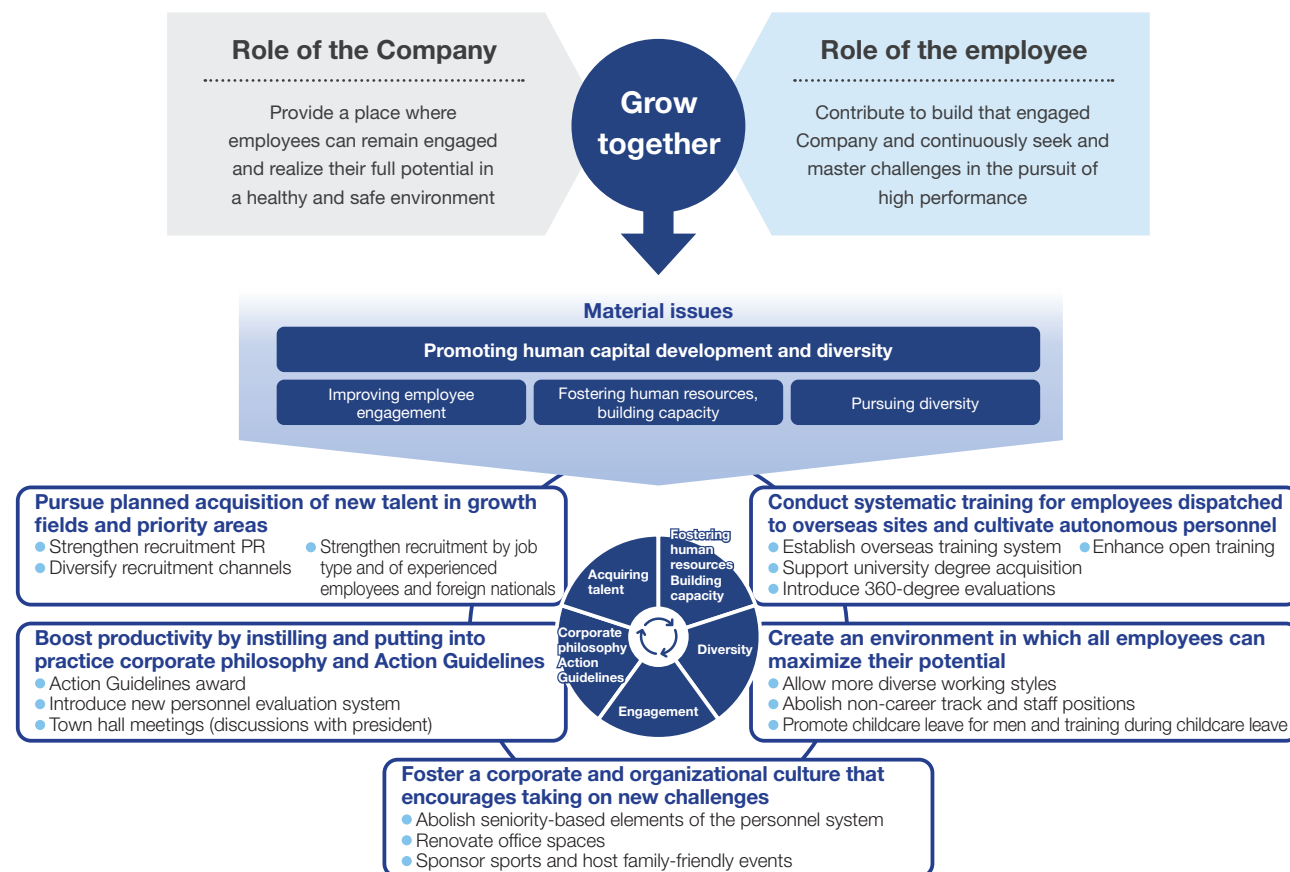 Role of the Company
Provide a place where
employees can remain engaged
and realize their full potential in
a healthy and safe environment
Grow
together
Role of the employee
Contribute to build that engaged
Company and continuously seek and
master challenges in the pursuit of
high performance
Material issues
Promoting human capital development and diversity
Improving employee
engagement
Fostering human resources,
building capacity
Pursuing diversity
Pursue planned acquisition of new talent in growth
fields and priority areas
Strengthen recruitment PR
Diversify recruitment channels
Strengthen recruitment by job
type and of experienced
employees and foreign nationals
Conduct systematic training for employees dispatched
to overseas sites and cultivate autonomous personnel
Establish overseas training system
Enhance open training
Support university degree acquisition
Introduce 360-degree evaluations
Acquiring
talent
Fostering
human
resources
Building
capacity
Corporate
philosophy
Action
Guidelines
Diversity
Engagement
Boost productivity by instilling and putting into
practice corporate philosophy and Action Guidelines
Action Guidelines award
Introduce new personnel evaluation system
Town hall meetings (discussions with president)
Create an environment in which all employees can
maximize their potential
Allow more diverse working styles
Abolish non-career track and staff positions
Promote childcare leave for men and training during childcare leave
Foster a corporate and organizational culture that
encourages taking on new challenges
Abolish seniority-based elements of the personnel system
Renovate office spaces
Sponsor sports and host family-friendly events